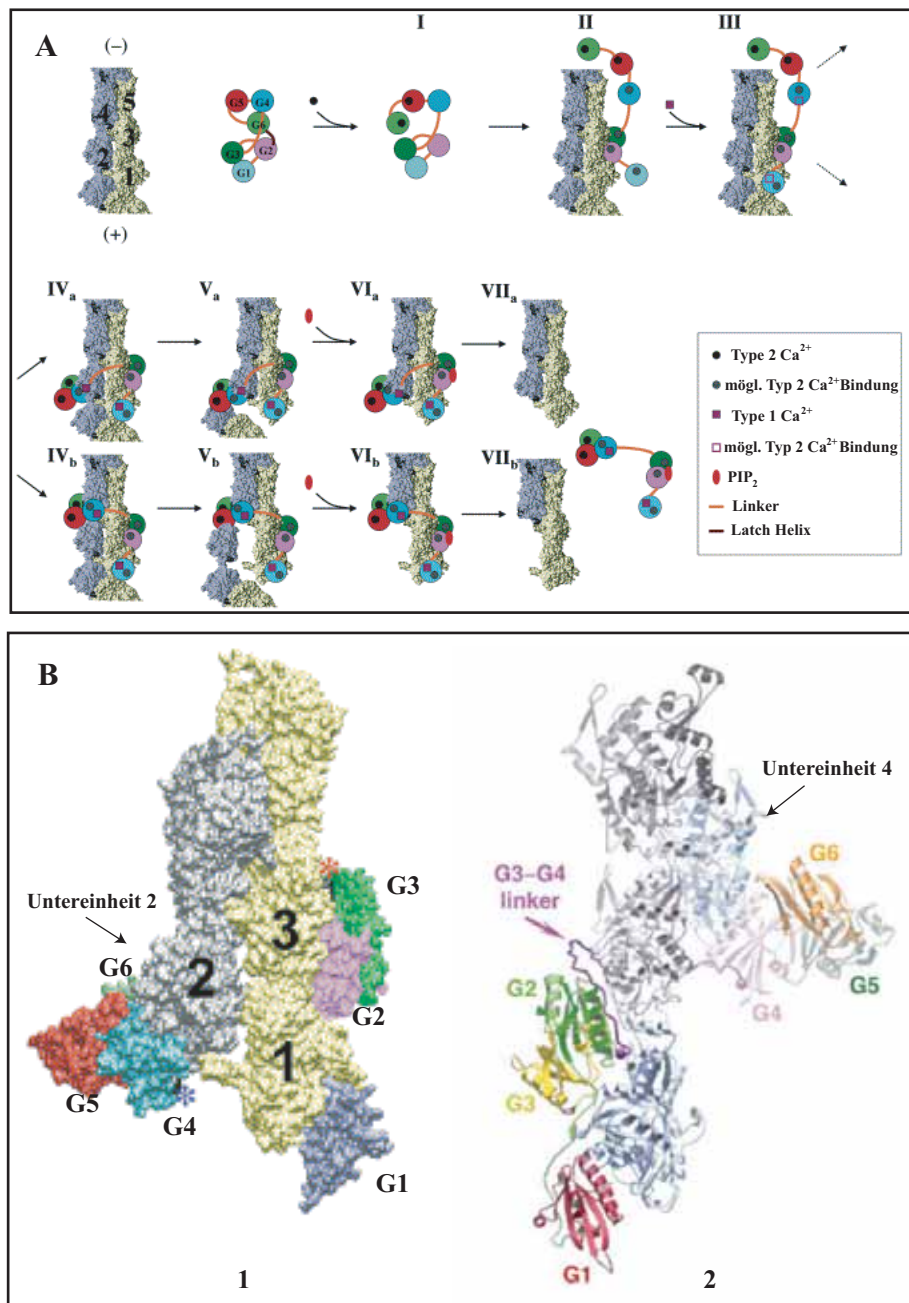 A
I
II
III
(−)
4
5
3
2
1
(+)
G5
G4
G6
G3
G2
G1
IVa
Va
VIa
VIIa
IVb
Vb
VIb
VIIb
Type 2 Ca2+
mögl. Typ 2 Ca2+Bindung
Type 1 Ca2+
mögl. Typ 2 Ca2+Bindung
PIP2
Linker
Latch Helix
B
Untereinheit 2
G6
2
3
G3
G2
1
G5
G4
*
*
G1
1
Untereinheit 4
G3–G4
linker
G6
G2
G4
G5
G3
G1
2